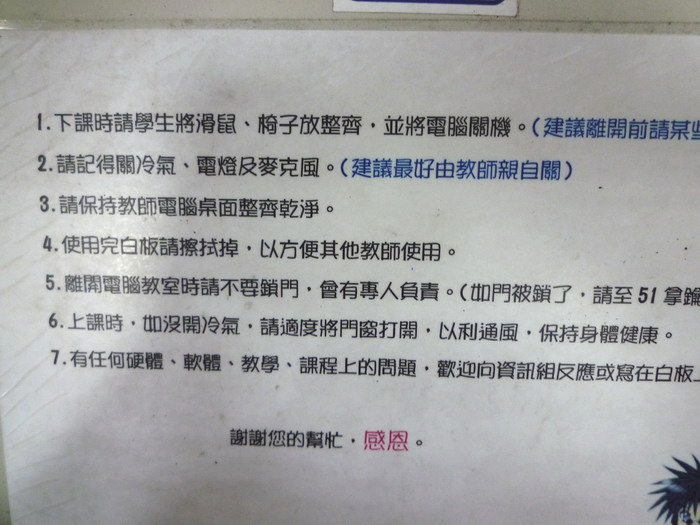 1.下課時請學生將滑鼠、椅子放整齊，並將電腦關機。(建議離開前請某些
2.請記得關冷氣、電燈及麥克風。(建議最好由教師親自關)
3.請保持教師電腦桌面整齊乾淨。
4.使用完白板請擦拭掉，以方便其他教師使用。
5.離開電腦教室時請不要鎖門，會有專人負責。(如門被鎖了，請至51拿鑰
6.上課時，如沒開冷氣，請適度將門窗打開，以利通風，保持身體健康。
7.有任何硬體、軟體、教學、課程上的問題，歡迎向資訊組反應或寫在白板上
謝謝您的幫忙，感恩。